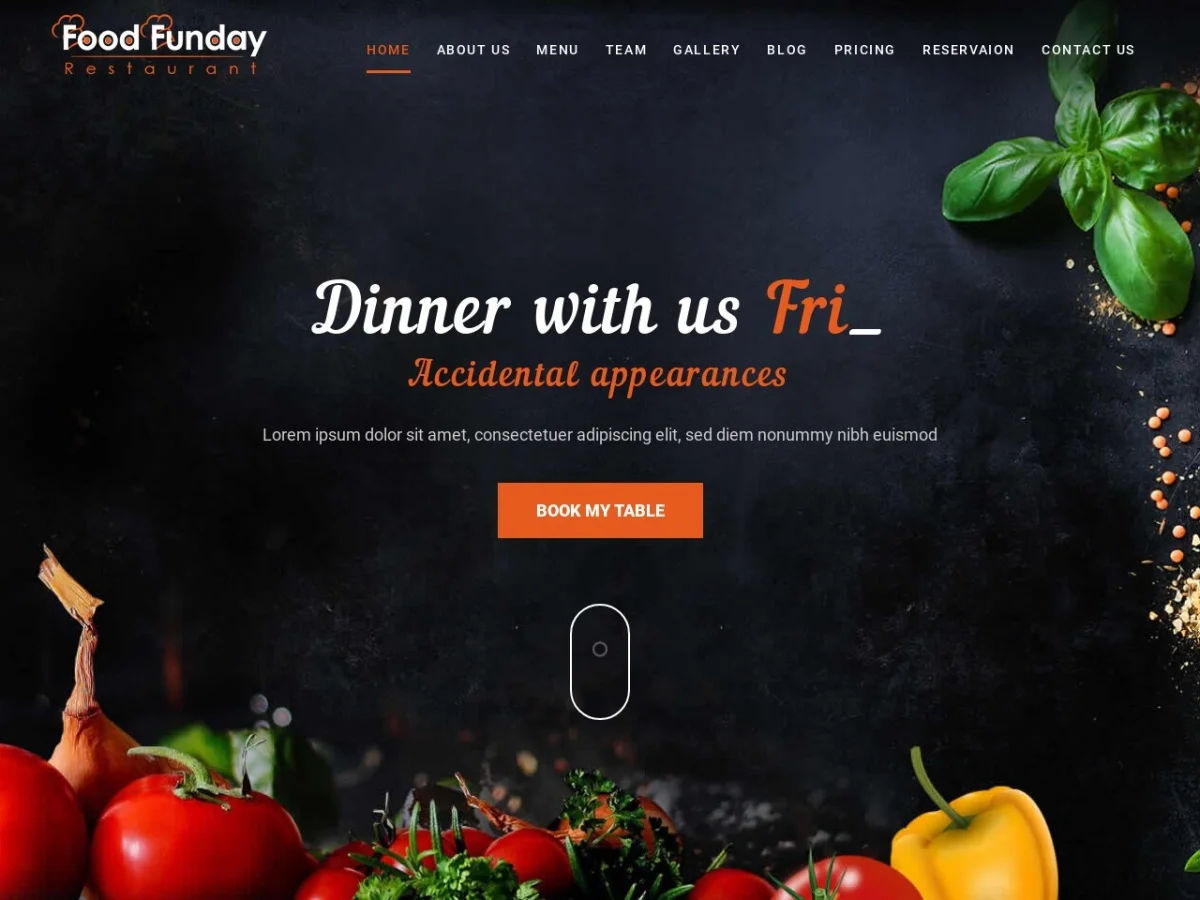 Food Funday
Restaurant
HOME ABOUT US MENU TEAM GALLERY BLOG PRICING RESERVAION CONTACT US
Dinner with us Fri_
Accidental appearances
Lorem ipsum dolor sit amet, consectetuer adipiscing elit, sed diem nonummy nibh euismod
BOOK MY TABLE